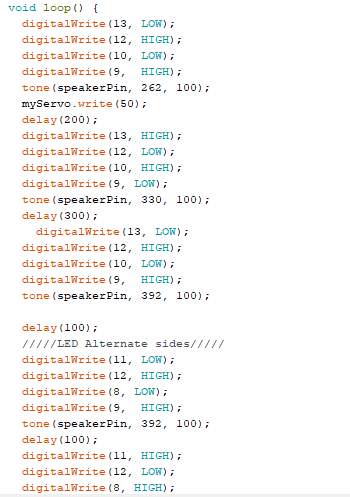 void loop() {
digitalWrite(13, LOW);
digitalWrite(12, HIGH);
digitalWrite(10, LOW);
digitalWrite(9,  HIGH);
tone(speakerPin, 262, 100);
myServo.write(50);
delay(200);
digitalWrite(13, HIGH);
digitalWrite(12, LOW);
digitalWrite(10, HIGH);
digitalWrite(9, LOW);
tone(speakerPin, 330, 100);
delay(300);
digitalWrite(13, LOW);
digitalWrite(12, HIGH);
digitalWrite(10, LOW);
digitalWrite(9,  HIGH);
tone(speakerPin, 392, 100);
delay(100);
/////LED Alternate sides/////
digitalWrite(11, LOW);
digitalWrite(12, HIGH);
digitalWrite(8, LOW);
digitalWrite(9,  HIGH);
tone(speakerPin, 392, 100);
delay(100);
digitalWrite(11, HIGH);
digitalWrite(12, LOW);
digitalWrite(8, HIGH);